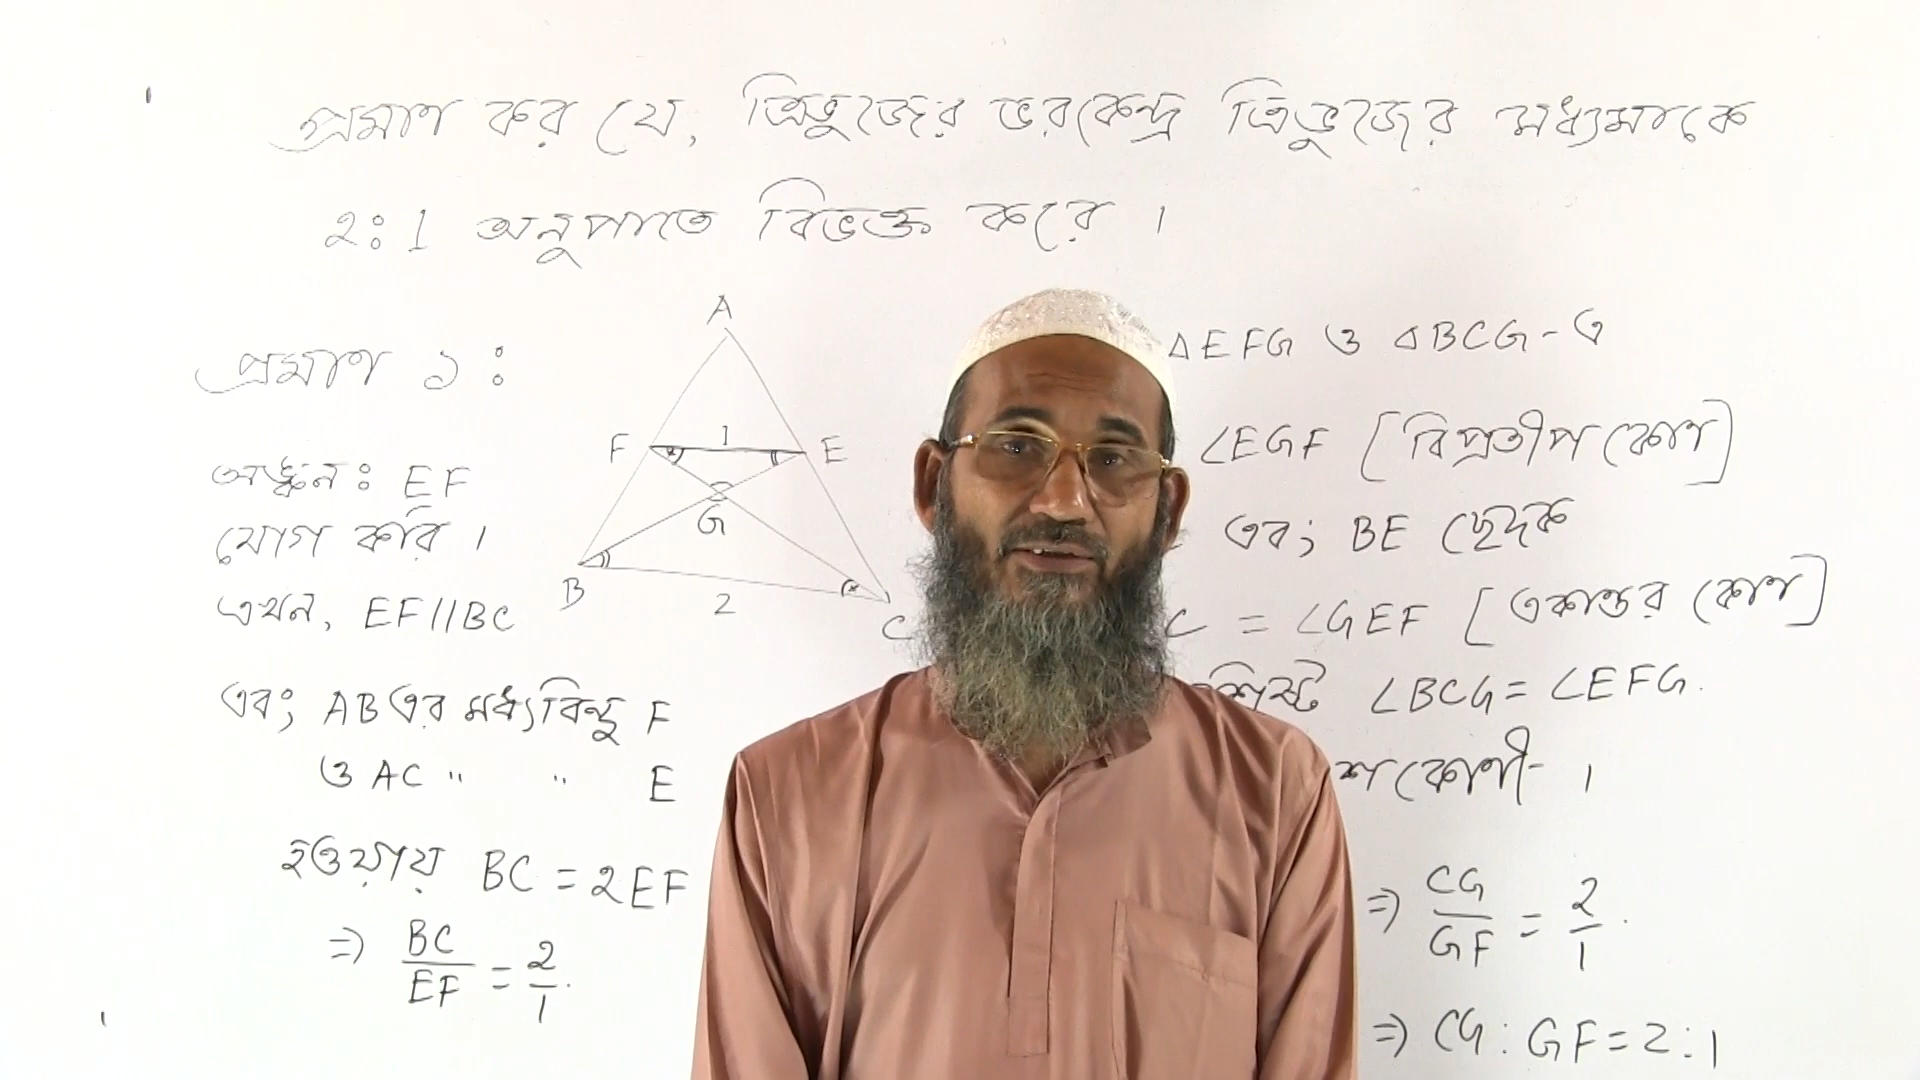 প্রমাণ কর যে, ত্রিভুজের ভরকেন্দ্র ত্রিভুজের মধ্যমাকে
২:1 অনুপাতে বিভক্ত করে।
প্রমাণ ১:
অঙ্কন: EF
যোগ করি।
এখন, EF//BC
এবং AB এর মধ্যবিন্দু F
ও AC " " E
হওয়ায় BC = 2EF
⇒ BC/EF = 2/1.
A
F 1 E
G
B 2 C
ΔEFG ও ΔBCG-এ
∠EGF [বিপ্রতীপ কোণ]
এবং BE ছেদক
C = ∠GEF [একান্তর কোণ]
∠BCG = ∠EFG.
কোণী।
⇒ CG/GF = 2/1.
⇒ CG : GF = 2:1